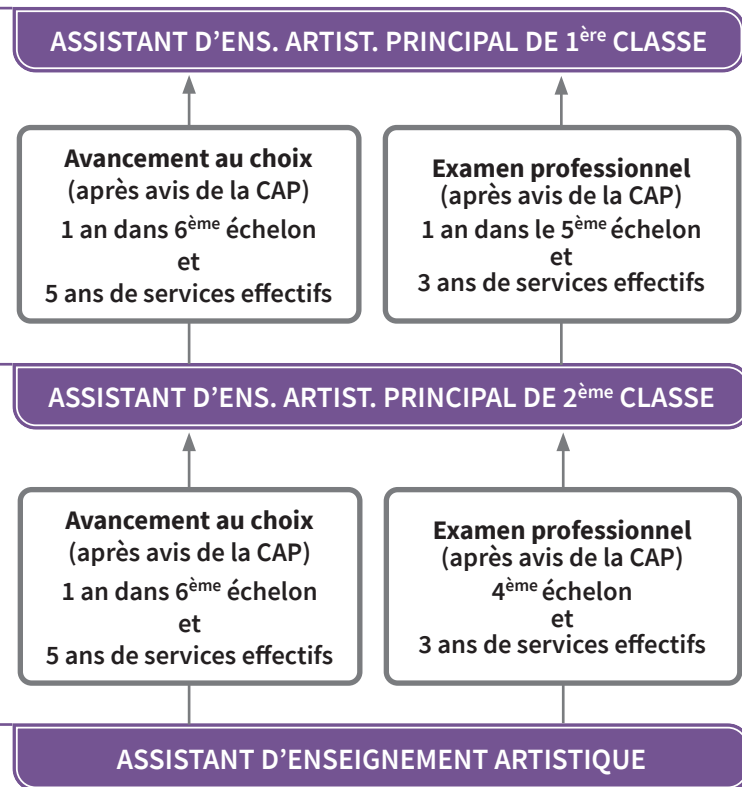 ASSISTANT D’ENS. ARTIST. PRINCIPAL DE 1ère CLASSE
Avancement au choix
(après avis de la CAP)
1 an dans 6ème échelon
et
5 ans de services effectifs
Examen professionnel
(après avis de la CAP)
1 an dans le 5ème échelon
et
3 ans de services effectifs
ASSISTANT D’ENS. ARTIST. PRINCIPAL DE 2ème CLASSE
Avancement au choix
(après avis de la CAP)
1 an dans 6ème échelon
et
5 ans de services effectifs
Examen professionnel
(après avis de la CAP)
4ème échelon
et
3 ans de services effectifs
ASSISTANT D’ENSEIGNEMENT ARTISTIQUE